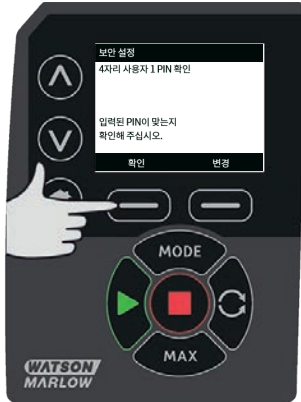 보안 설정
4자리 사용자 1 PIN 확인
입력된 PIN이 맞는지
확인해 주십시오.
확인 변경
MODE
MAX
WATSON
MARLOW